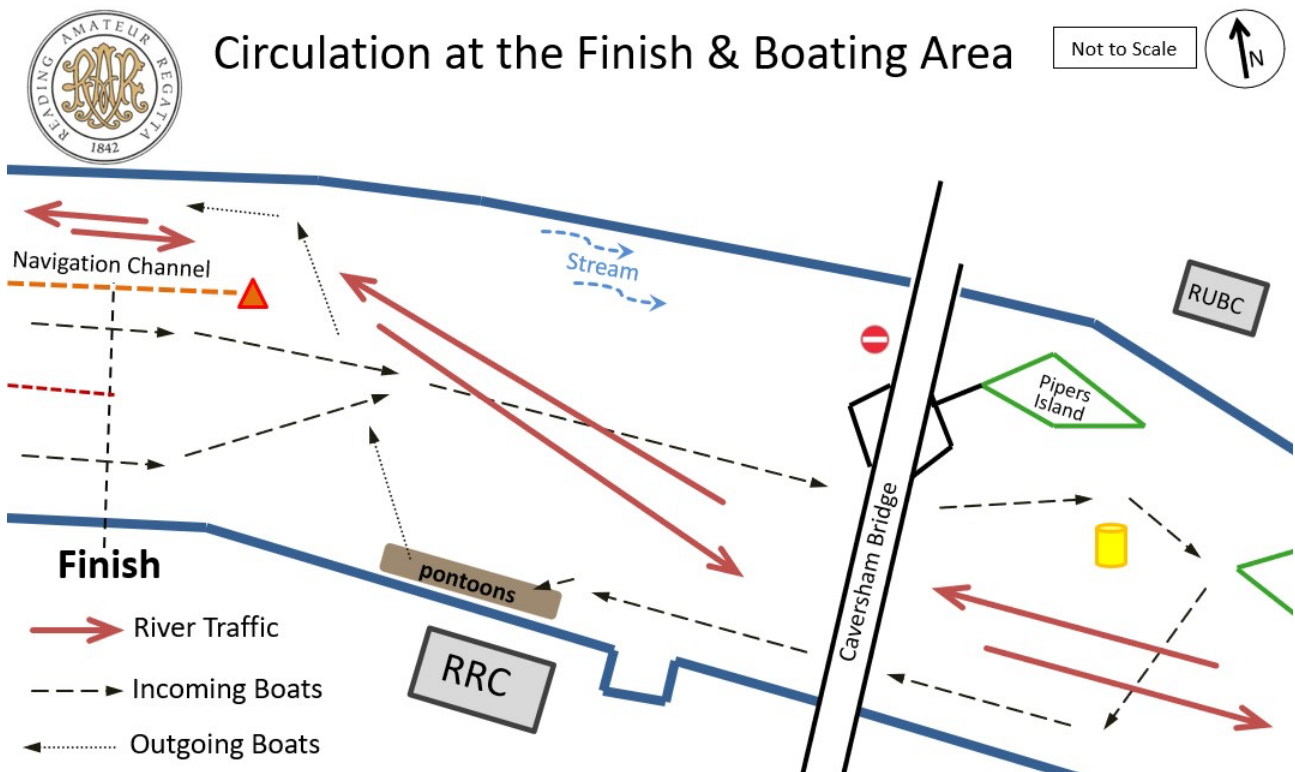 READING AMATEUR REGATTA
1842
Circulation at the Finish & Boating Area
Not to Scale
N
Navigation Channel
Stream
RUBC
Pipers
Island
Caversham Bridge
Finish
pontoons
RRC
River Traffic
Incoming Boats
Outgoing Boats